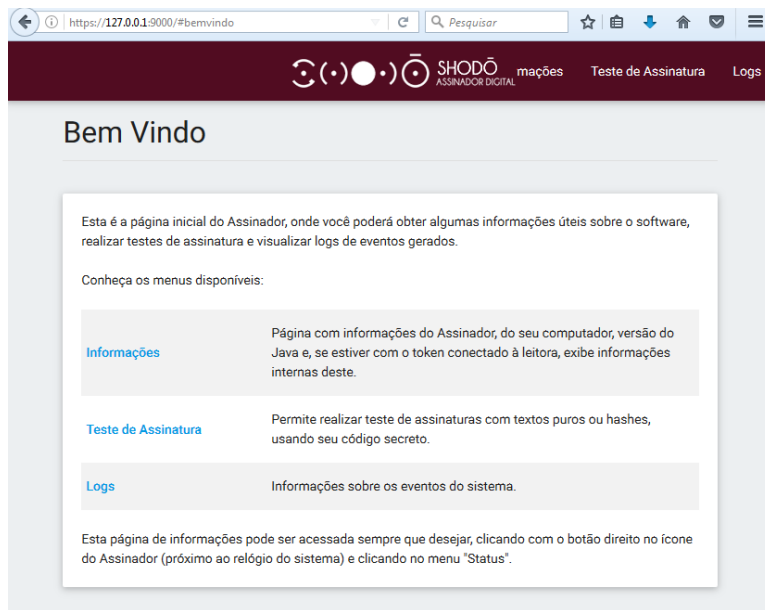 https://127.0.0.1:9000/#bemvindo
Pesquisar
SHODŌ
ASSINADOR DIGITAL
mações
Teste de Assinatura
Logs
Bem Vindo
Esta é a página inicial do Assinador, onde você poderá obter algumas informações úteis sobre o software,
realizar testes de assinatura e visualizar logs de eventos gerados.
Conheça os menus disponíveis:
Informações
Página com informações do Assinador, do seu computador, versão do
Java e, se estiver com o token conectado à leitora, exibe informações
internas deste.
Teste de Assinatura
Permite realizar teste de assinaturas com textos puros ou hashes,
usando seu código secreto.
Logs
Informações sobre os eventos do sistema.
Esta página de informações pode ser acessada sempre que desejar, clicando com o botão direito no ícone
do Assinador (próximo ao relógio do sistema) e clicando no menu "Status".